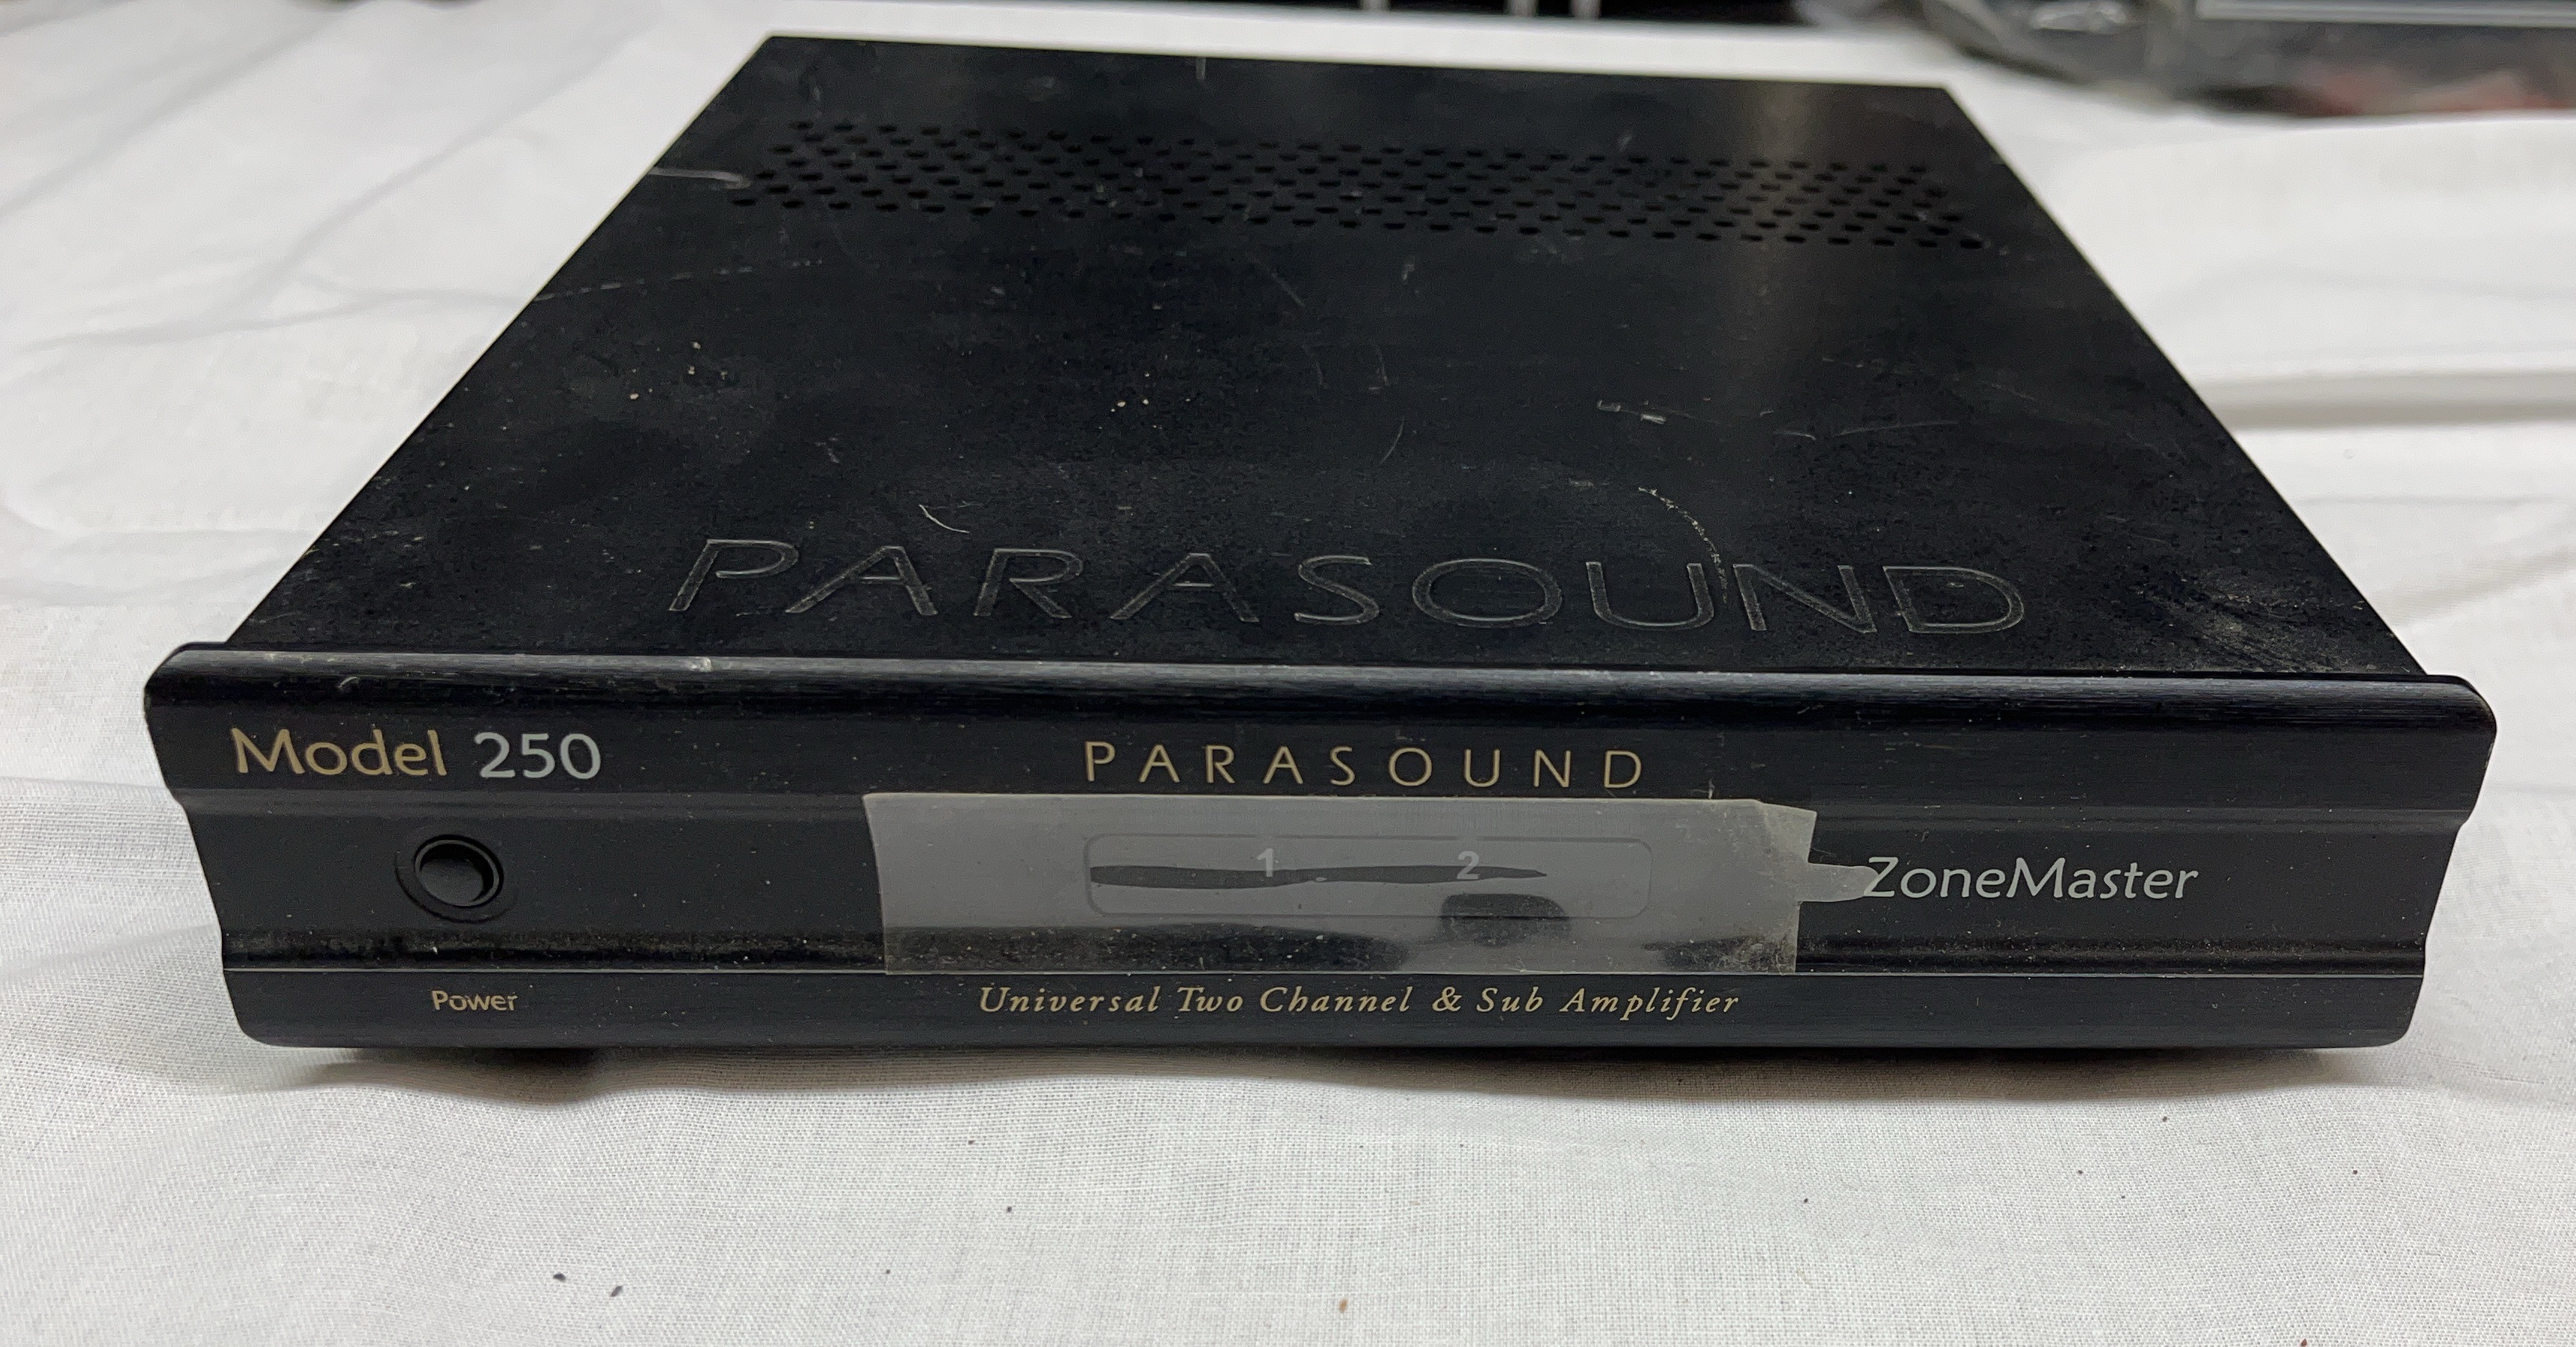 PARASOUND
Model 250
PARASOUND
1 2
ZoneMaster
Power
Universal Two Channel & Sub Amplifier